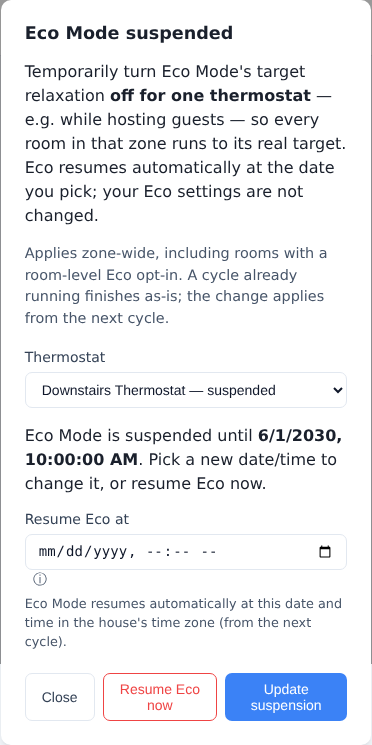 Eco Mode suspended
Temporarily turn Eco Mode's target
relaxation off for one thermostat —
e.g. while hosting guests — so every
room in that zone runs to its real target.
Eco resumes automatically at the date
you pick; your Eco settings are not
changed.
Applies zone-wide, including rooms with a
room-level Eco opt-in. A cycle already
running finishes as-is; the change applies
from the next cycle.
Thermostat
Downstairs Thermostat — suspended
Eco Mode is suspended until 6/1/2030,
10:00:00 AM. Pick a new date/time to
change it, or resume Eco now.
Resume Eco at
mm/dd/yyyy, --:-- --
ⓘ
Eco Mode resumes automatically at this date and
time in the house's time zone (from the next
cycle).
Close
Resume Eco
now
Update
suspension